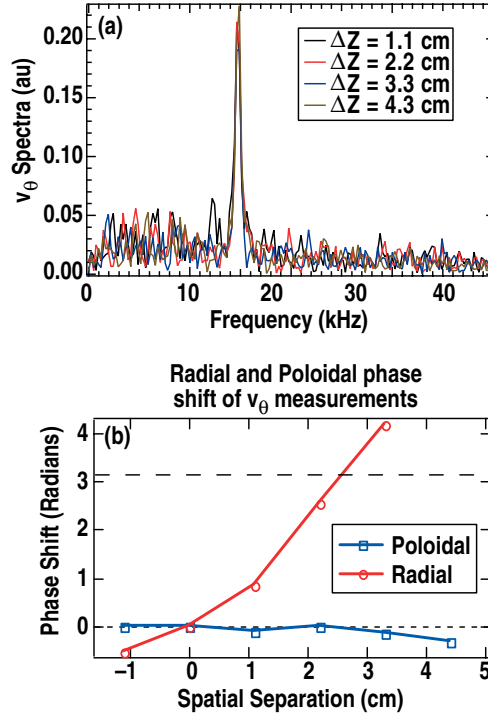 (a)
ΔZ = 1.1 cm
ΔZ = 2.2 cm
ΔZ = 3.3 cm
ΔZ = 4.3 cm
0.20
0.15
0.10
0.05
0.00
v_θ Spectra (au)
0 10 20 30 40
Frequency (kHz)
Radial and Poloidal phase
shift of v_θ measurements
(b)
4
3
2
1
0
Phase Shift (Radians)
Poloidal
Radial
–1 0 1 2 3 4 5
Spatial Separation (cm)